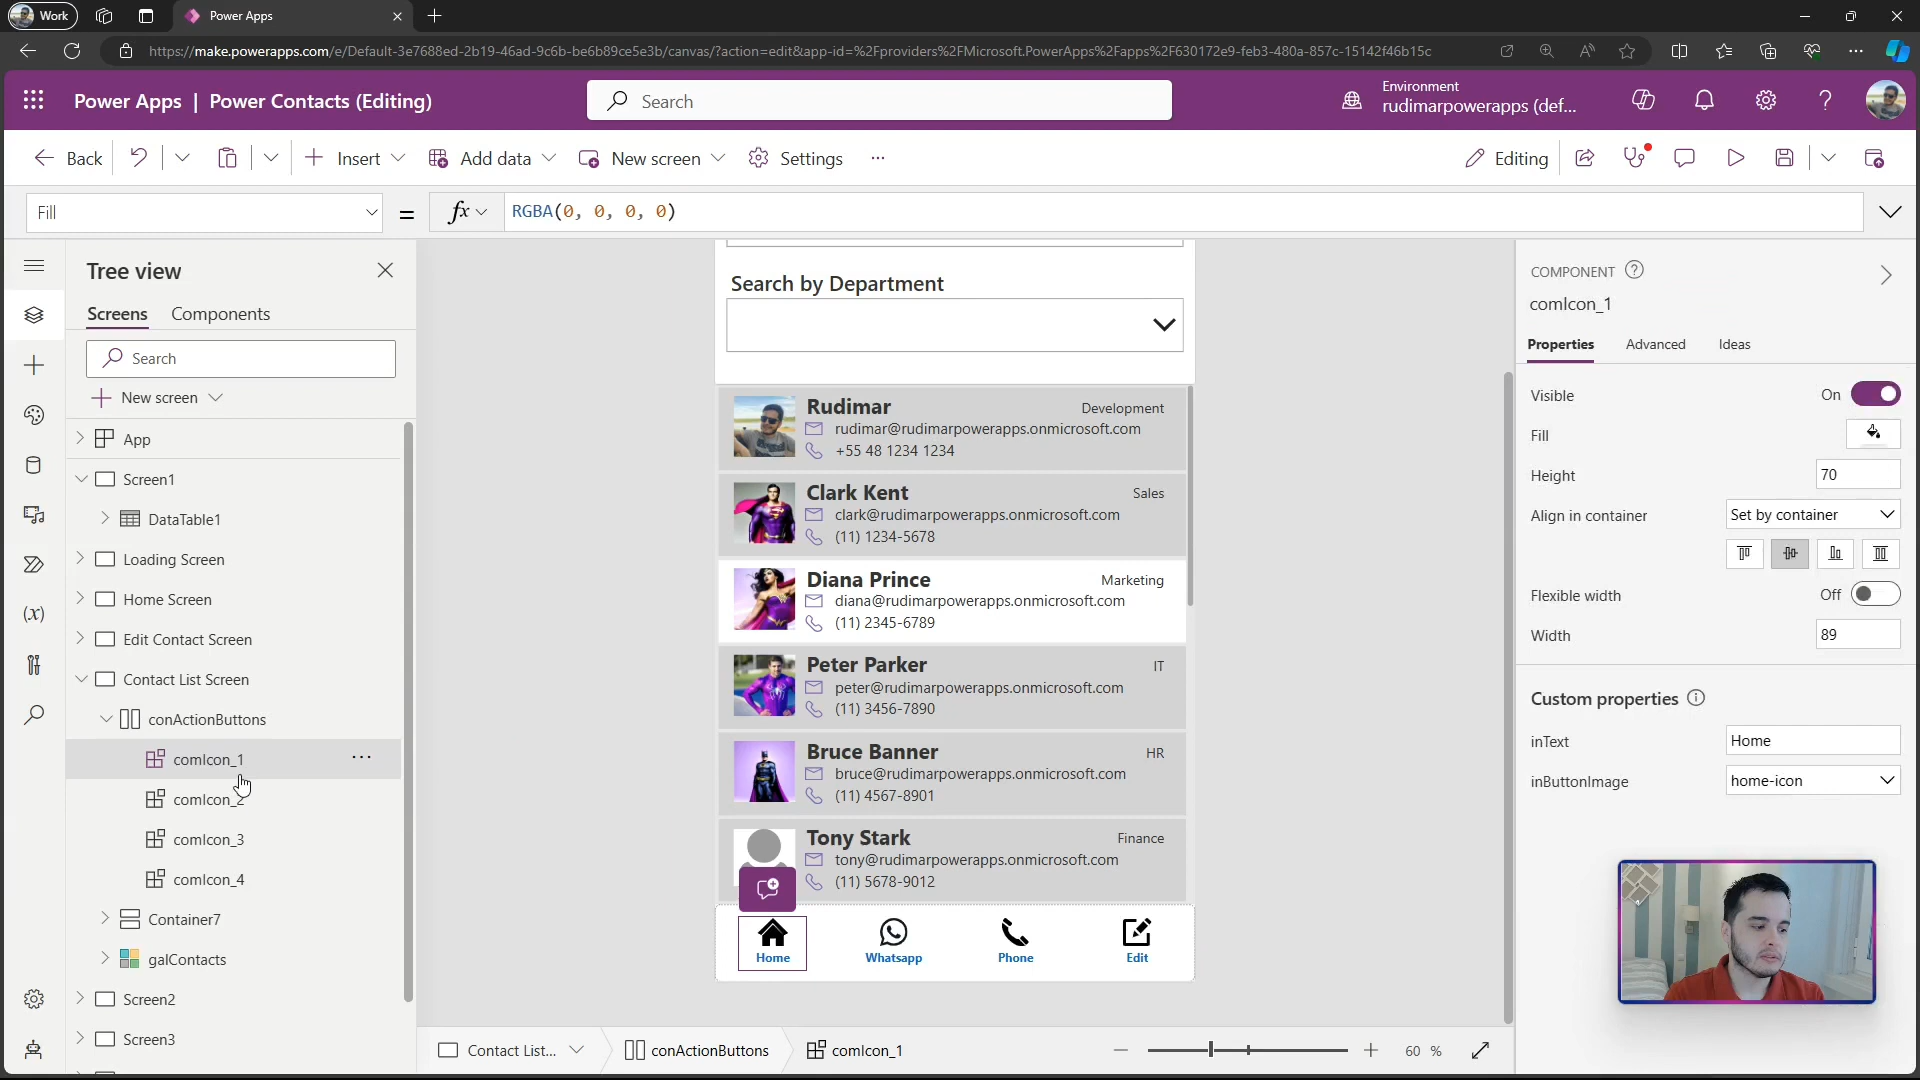 Work
Power Apps
https://make.powerapps.com/e/Default-3e7688ed-2b19-46ad-9c6b-be6b89ce5e3b/canvas/?action=edit&app-id=%2Fproviders%2FMicrosoft.PowerApps%2Fapps%2F630172e9-feb3-480a-857c-15142f46b15c
Power Apps | Power Contacts (Editing)
Search
Environment
rudimarpowerapps (def...
Back
Insert
Add data
New screen
Settings
Editing
Fill
=
fx
RGBA(0, 0, 0, 0)
Tree view
Screens
Components
Search
New screen
App
Screen1
DataTable1
Loading Screen
Home Screen
Edit Contact Screen
Contact List Screen
conActionButtons
comIcon_1
comIcon_2
comIcon_3
comIcon_4
Container7
galContacts
Screen2
Screen3
Search by Department
Rudimar
Development
rudimar@rudimarpowerapps.onmicrosoft.com
+55 48 1234 1234
Clark Kent
Sales
clark@rudimarpowerapps.onmicrosoft.com
(11) 1234-5678
Diana Prince
Marketing
diana@rudimarpowerapps.onmicrosoft.com
(11) 2345-6789
Peter Parker
IT
peter@rudimarpowerapps.onmicrosoft.com
(11) 3456-7890
Bruce Banner
HR
bruce@rudimarpowerapps.onmicrosoft.com
(11) 4567-8901
Tony Stark
Finance
tony@rudimarpowerapps.onmicrosoft.com
(11) 5678-9012
Home
Whatsapp
Phone
Edit
Contact List...
conActionButtons
comIcon_1
60 %
COMPONENT
comIcon_1
Properties
Advanced
Ideas
Visible
On
Fill
Height
70
Align in container
Set by container
Flexible width
Off
Width
89
Custom properties
inText
Home
inButtonImage
home-icon